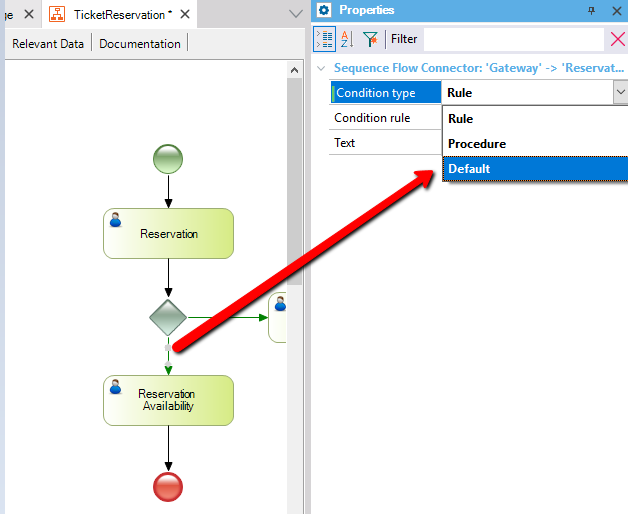 ge
TicketReservation *
Relevant Data
Documentation
Reservation
Reservation
Availability
Properties
A
Z
Filter
Sequence Flow Connector: 'Gateway' -> 'Reservat...
Condition type
Rule
Condition rule
Text
Rule
Procedure
Default